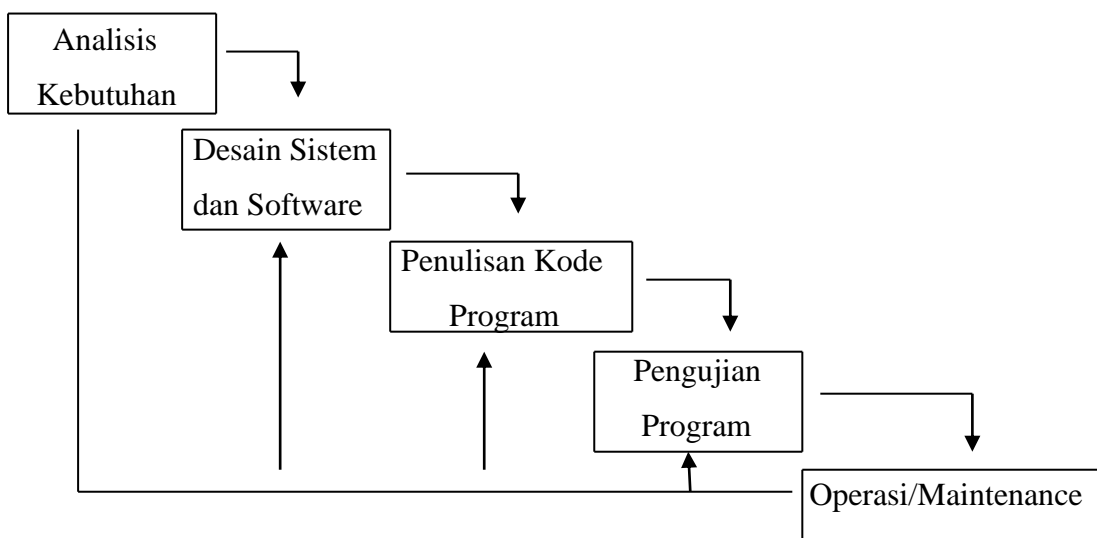 Analisis
Kebutuhan
Desain Sistem
dan Software
Penulisan Kode
Program
Pengujian
Program
Operasi/Maintenance